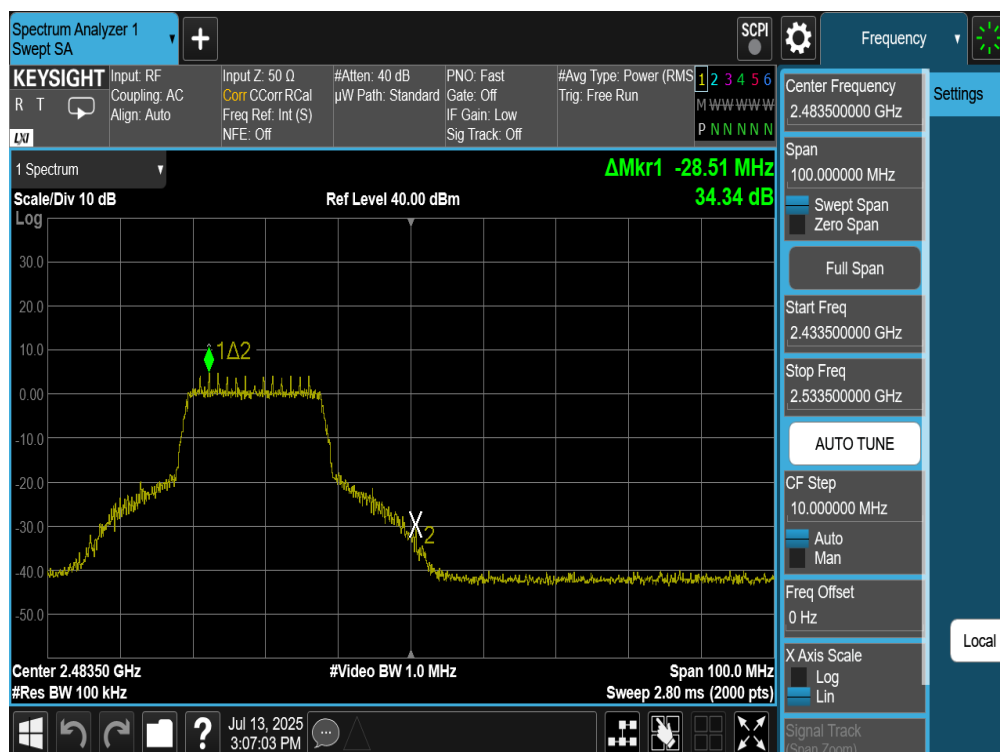 Spectrum Analyzer 1
Swept SA
+
SCPI
Frequency
KEYSIGHT
R T
LXI
Input: RF
Coupling: AC
Align: Auto
Input Z: 50 Ω
Corr CCorr RCal
Freq Ref: Int (S)
NFE: Off
#Atten: 40 dB
µW Path: Standard
PNO: Fast
Gate: Off
IF Gain: Low
Sig Track: Off
#Avg Type: Power (RMS
Trig: Free Run
1 2 3 4 5 6
M W W W W W
P N N N N N
1 Spectrum
ΔMkr1 -28.51 MHz
34.34 dB
Scale/Div 10 dB
Ref Level 40.00 dBm
Log
30.0
20.0
10.0
0.00
-10.0
-20.0
-30.0
-40.0
-50.0
1Δ2
X2
Center 2.48350 GHz
#Video BW 1.0 MHz
Span 100.0 MHz
#Res BW 100 kHz
Sweep 2.80 ms (2000 pts)
?
Jul 13, 2025
3:07:03 PM
Center Frequency
2.483500000 GHz
Span
100.000000 MHz
Swept Span
Zero Span
Full Span
Start Freq
2.433500000 GHz
Stop Freq
2.533500000 GHz
AUTO TUNE
CF Step
10.000000 MHz
Auto
Man
Freq Offset
0 Hz
X Axis Scale
Log
Lin
Signal Track
(Span Zoom)
Settings
Local